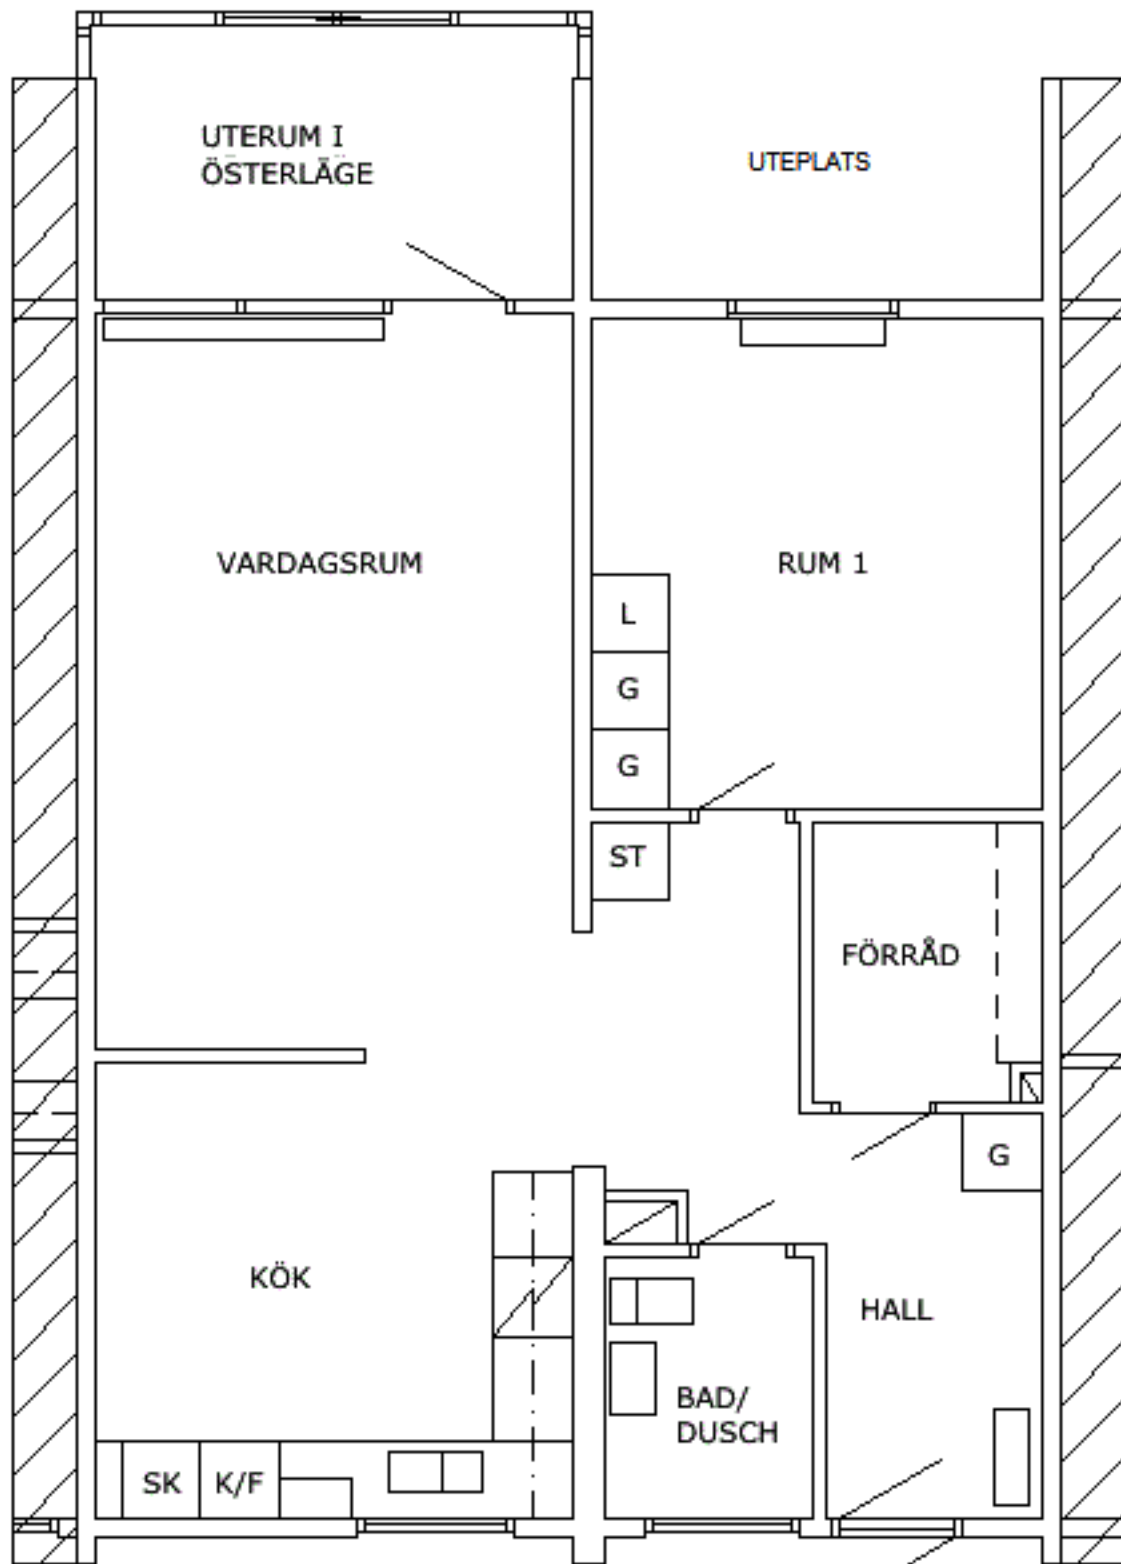 UTERUM I
ÖSTERLÄGE
UTEPLATS
VARDAGSRUM
RUM 1
L
G
G
ST
FÖRRÅD
G
KÖK
HALL
BAD/
DUSCH
SK
K/F